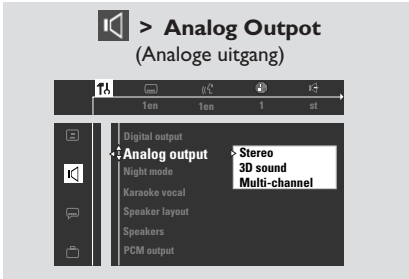 > Analog Outpot
(Analoge uitgang)
1en 1en 1 st
Digital output
Analog output
Stereo
3D sound
Multi-channel
Night mode
Karaoke vocal
Speaker layout
Speakers
PCM output